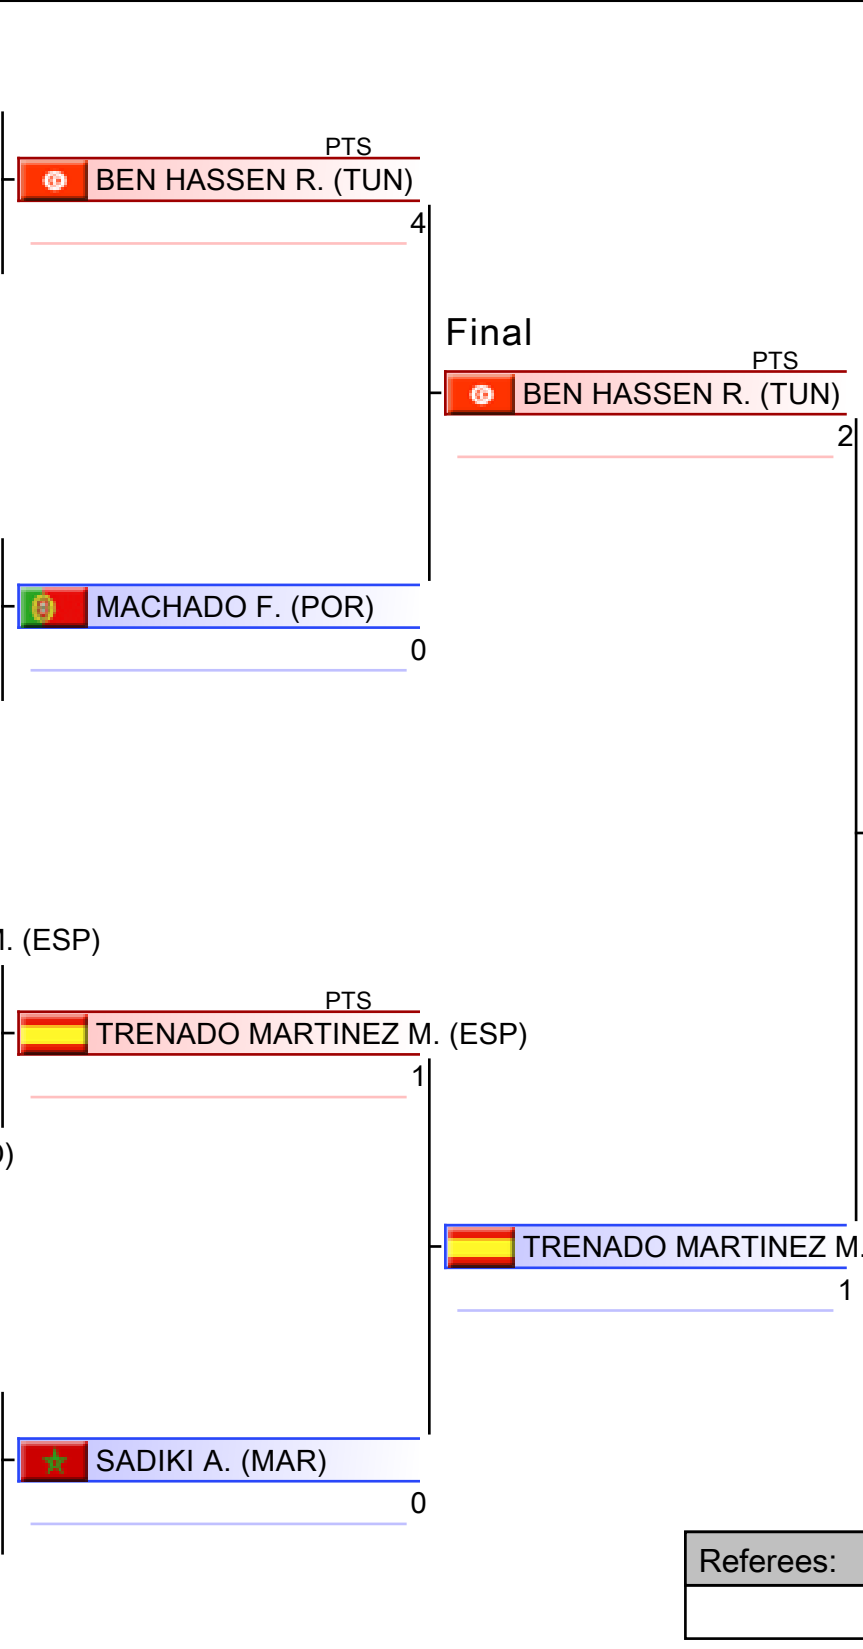 PTS
BEN HASSEN R. (TUN)
4
Final
PTS
BEN HASSEN R. (TUN)
2
MACHADO F. (POR)
0
. (ESP)
PTS
TRENADO MARTINEZ M. (ESP)
1
)
TRENADO MARTINEZ M.
1
SADIKI A. (MAR)
0
Referees: